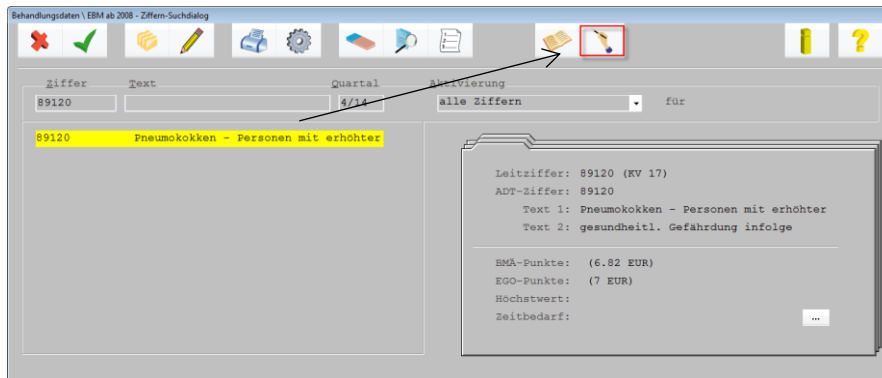 Behandlungsdaten \ EBM ab 2008 - Ziffern-Suchdialog
?
Ziffer Text Quartal Aktivierung
89120 4/14 alle Ziffern für
89120 Pneumokokken - Personen mit erhöhter
Leitziffer: 89120 (KV 17)
ADT-Ziffer: 89120
Text 1: Pneumokokken - Personen mit erhöhter
Text 2: gesundheitl. Gefährdung infolge
BMÄ-Punkte: (6.82 EUR)
EGO-Punkte: (7 EUR)
Höchstwert:
Zeitbedarf:
...